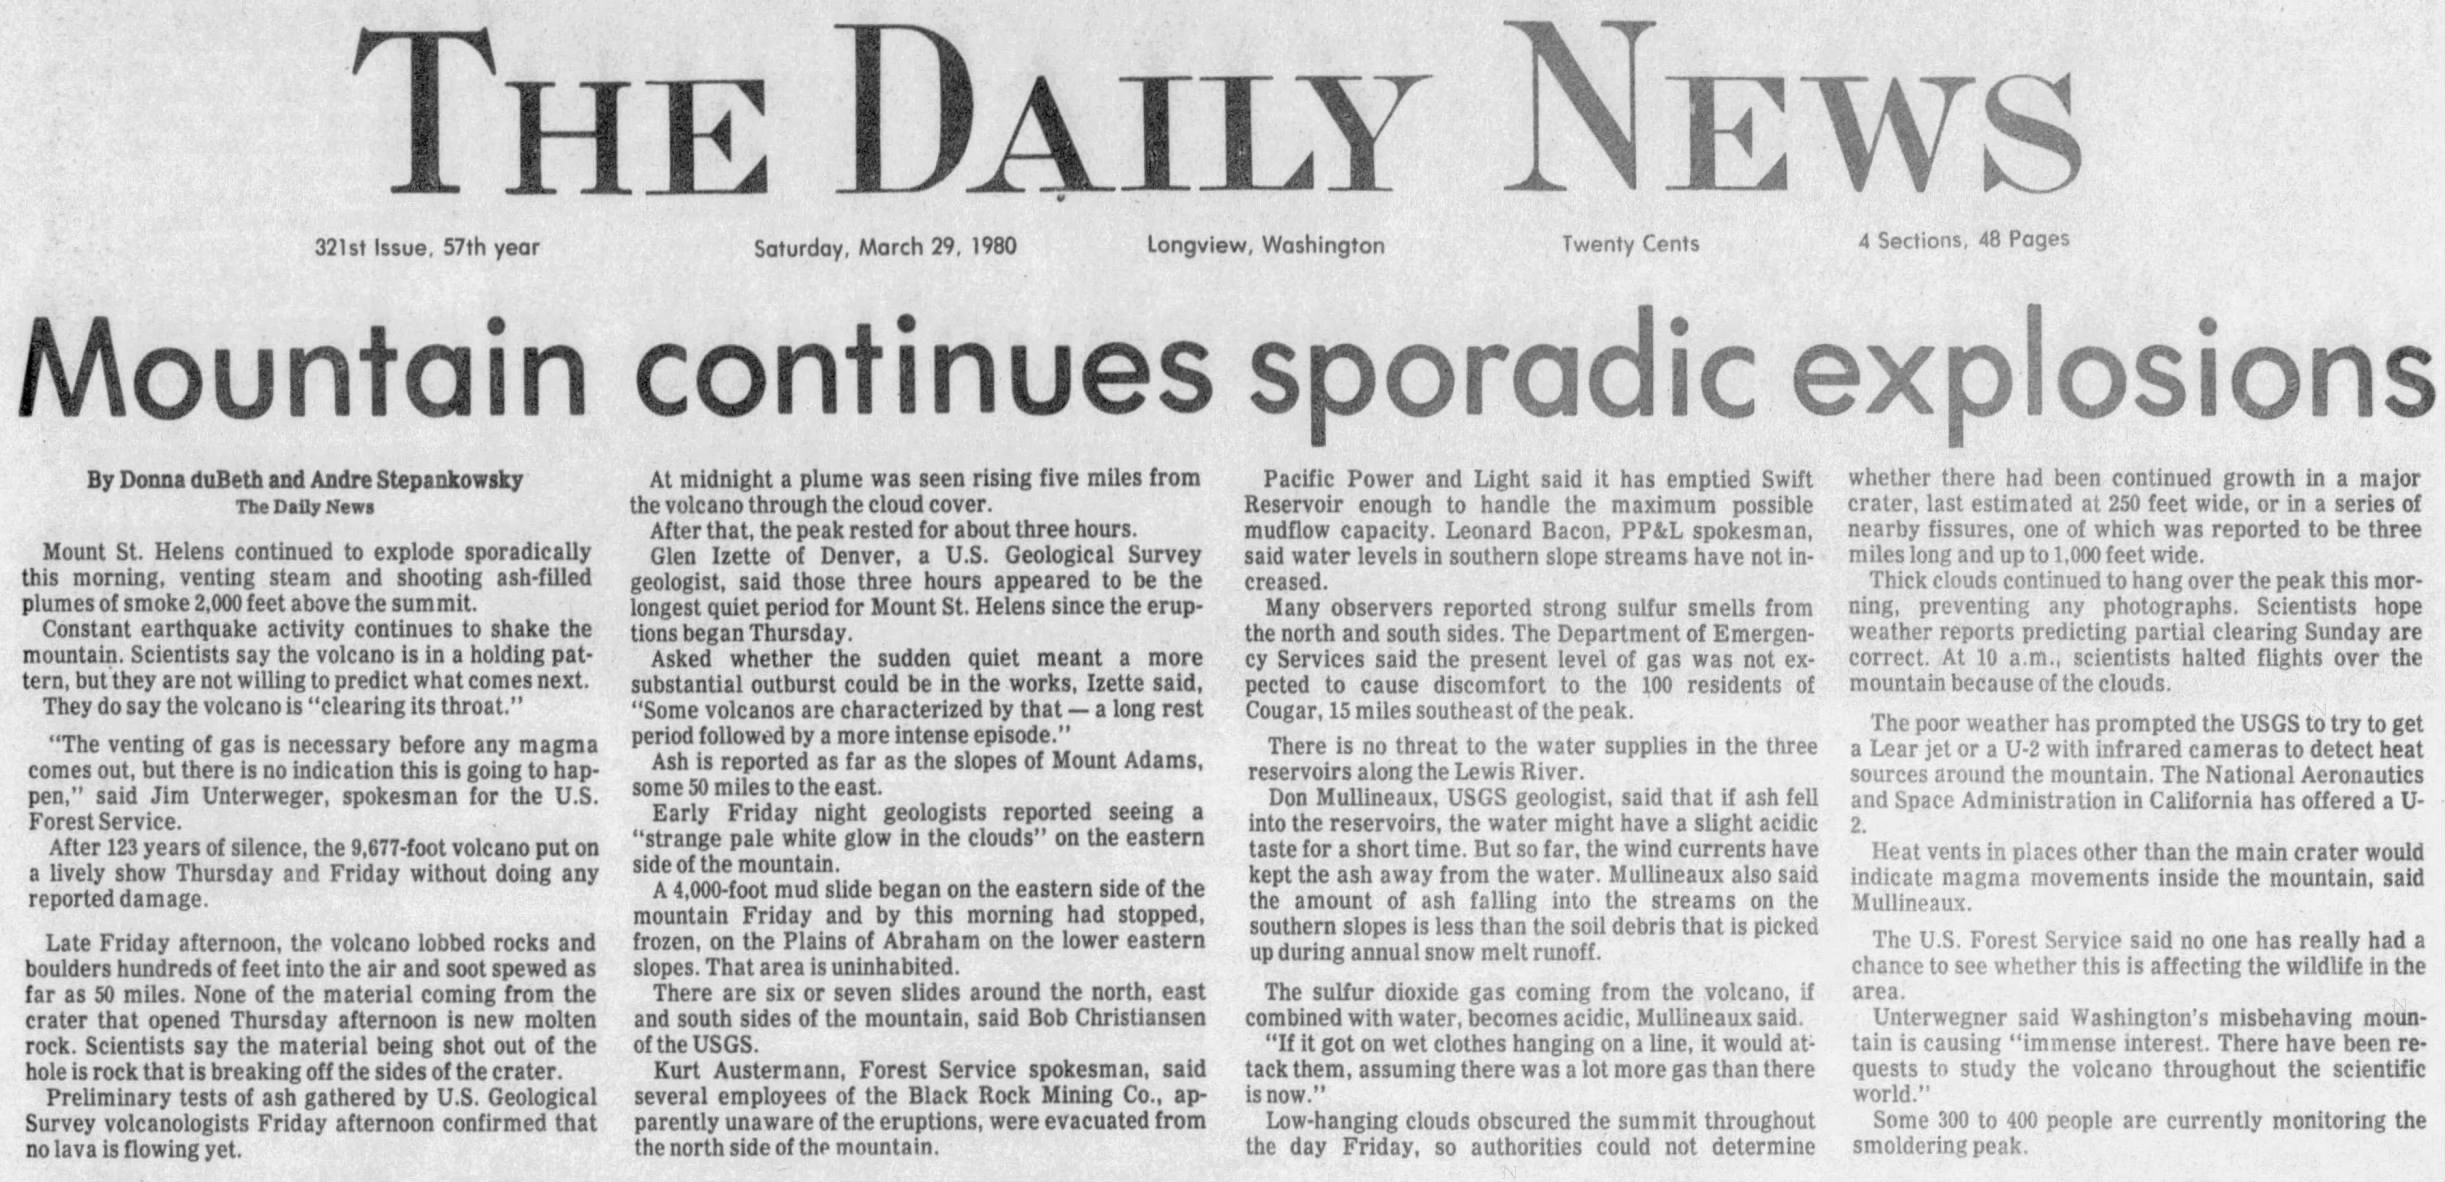 THE DAILY NEWS
321st Issue, 57th year
Saturday, March 29, 1980
Longview, Washington
Twenty Cents
4 Sections, 48 Pages
Mountain continues sporadic explosions
By Donna duBeth and Andre Stepankowsky
The Daily News
Mount St. Helens continued to explode sporadically
this morning, venting steam and shooting ash-filled
plumes of smoke 2,000 feet above the summit.
Constant earthquake activity continues to shake the
mountain. Scientists say the volcano is in a holding pat-
tern, but they are not willing to predict what comes next.
They do say the volcano is “clearing its throat.”
“The venting of gas is necessary before any magma
comes out, but there is no indication this is going to hap-
pen,” said Jim Unterweger, spokesman for the U.S.
Forest Service.
After 123 years of silence, the 9,677-foot volcano put on
a lively show Thursday and Friday without doing any
reported damage.
Late Friday afternoon, the volcano lobbed rocks and
boulders hundreds of feet into the air and soot spewed as
far as 50 miles. None of the material coming from the
crater that opened Thursday afternoon is new molten
rock. Scientists say the material being shot out of the
hole is rock that is breaking off the sides of the crater.
Preliminary tests of ash gathered by U.S. Geological
Survey volcanologists Friday afternoon confirmed that
no lava is flowing yet.
At midnight a plume was seen rising five miles from
the volcano through the cloud cover.
After that, the peak rested for about three hours.
Glen Izette of Denver, a U.S. Geological Survey
geologist, said those three hours appeared to be the
longest quiet period for Mount St. Helens since the erup-
tions began Thursday.
Asked whether the sudden quiet meant a more
substantial outburst could be in the works, Izette said,
“Some volcanos are characterized by that — a long rest
period followed by a more intense episode.”
Ash is reported as far as the slopes of Mount Adams,
some 50 miles to the east.
Early Friday night geologists reported seeing a
“strange pale white glow in the clouds” on the eastern
side of the mountain.
A 4,000-foot mud slide began on the eastern side of the
mountain Friday and by this morning had stopped,
frozen, on the Plains of Abraham on the lower eastern
slopes. That area is uninhabited.
There are six or seven slides around the north, east
and south sides of the mountain, said Bob Christiansen
of the USGS.
Kurt Austermann, Forest Service spokesman, said
several employees of the Black Rock Mining Co., ap-
parently unaware of the eruptions, were evacuated from
the north side of the mountain.
Pacific Power and Light said it has emptied Swift
Reservoir enough to handle the maximum possible
mudflow capacity. Leonard Bacon, PP&L spokesman,
said water levels in southern slope streams have not in-
creased.
Many observers reported strong sulfur smells from
the north and south sides. The Department of Emergen-
cy Services said the present level of gas was not ex-
pected to cause discomfort to the 100 residents of
Cougar, 15 miles southeast of the peak.
There is no threat to the water supplies in the three
reservoirs along the Lewis River.
Don Mullineaux, USGS geologist, said that if ash fell
into the reservoirs, the water might have a slight acidic
taste for a short time. But so far, the wind currents have
kept the ash away from the water. Mullineaux also said
the amount of ash falling into the streams on the
southern slopes is less than the soil debris that is picked
up during annual snow melt runoff.
The sulfur dioxide gas coming from the volcano, if
combined with water, becomes acidic, Mullineaux said.
“If it got on wet clothes hanging on a line, it would at-
tack them, assuming there was a lot more gas than there
is now.”
Low-hanging clouds obscured the summit throughout
the day Friday, so authorities could not determine
whether there had been continued growth in a major
crater, last estimated at 250 feet wide, or in a series of
nearby fissures, one of which was reported to be three
miles long and up to 1,000 feet wide.
Thick clouds continued to hang over the peak this mor-
ning, preventing any photographs. Scientists hope
weather reports predicting partial clearing Sunday are
correct. At 10 a.m., scientists halted flights over the
mountain because of the clouds.
The poor weather has prompted the USGS to try to get
a Lear jet or a U-2 with infrared cameras to detect heat
sources around the mountain. The National Aeronautics
and Space Administration in California has offered a U-
2.
Heat vents in places other than the main crater would
indicate magma movements inside the mountain, said
Mullineaux.
The U.S. Forest Service said no one has really had a
chance to see whether this is affecting the wildlife in the
area.
Unterwegner said Washington’s misbehaving moun-
tain is causing “immense interest. There have been re-
quests to study the volcano throughout the scientific
world.”
Some 300 to 400 people are currently monitoring the
smoldering peak.